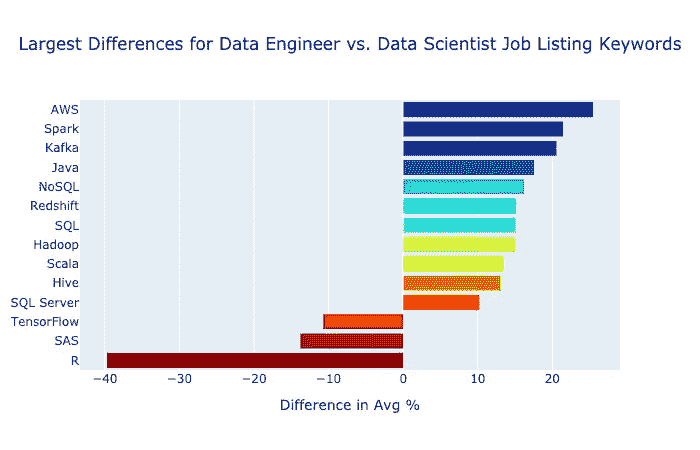 Largest Differences for Data Engineer vs. Data Scientist Job Listing Keywords
AWS
Spark
Kafka
Java
NoSQL
Redshift
SQL
Hadoop
Scala
Hive
SQL Server
TensorFlow
SAS
R
−40 −30 −20 −10 0 10 20
Difference in Avg %